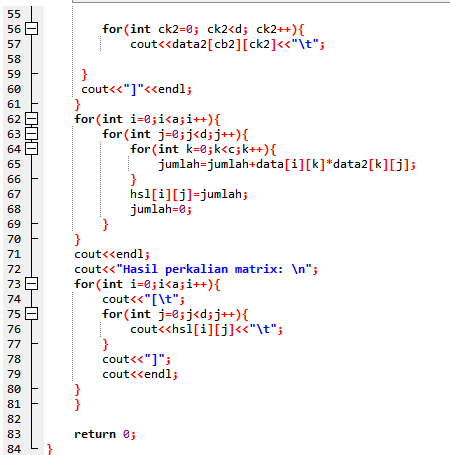 55
56 for(int ck2=0; ck2<d; ck2++){
57 cout<<data2[cb2][ck2]<<"\t";
58
59 }
60 cout<<"]"<<endl;
61 }
62 for(int i=0;i<a;i++){
63 for(int j=0;j<d;j++){
64 for(int k=0;k<c;k++){
65 jumlah=jumlah+data[i][k]*data2[k][j];
66 }
67 hsl[i][j]=jumlah;
68 jumlah=0;
69 }
70 }
71 cout<<endl;
72 cout<<"Hasil perkalian matrix: \n";
73 for(int i=0;i<a;i++){
74 cout<<"[\t";
75 for(int j=0;j<d;j++){
76 cout<<hsl[i][j]<<"\t";
77 }
78 cout<<"]";
79 cout<<endl;
80 }
81 }
82
83 return 0;
84 }